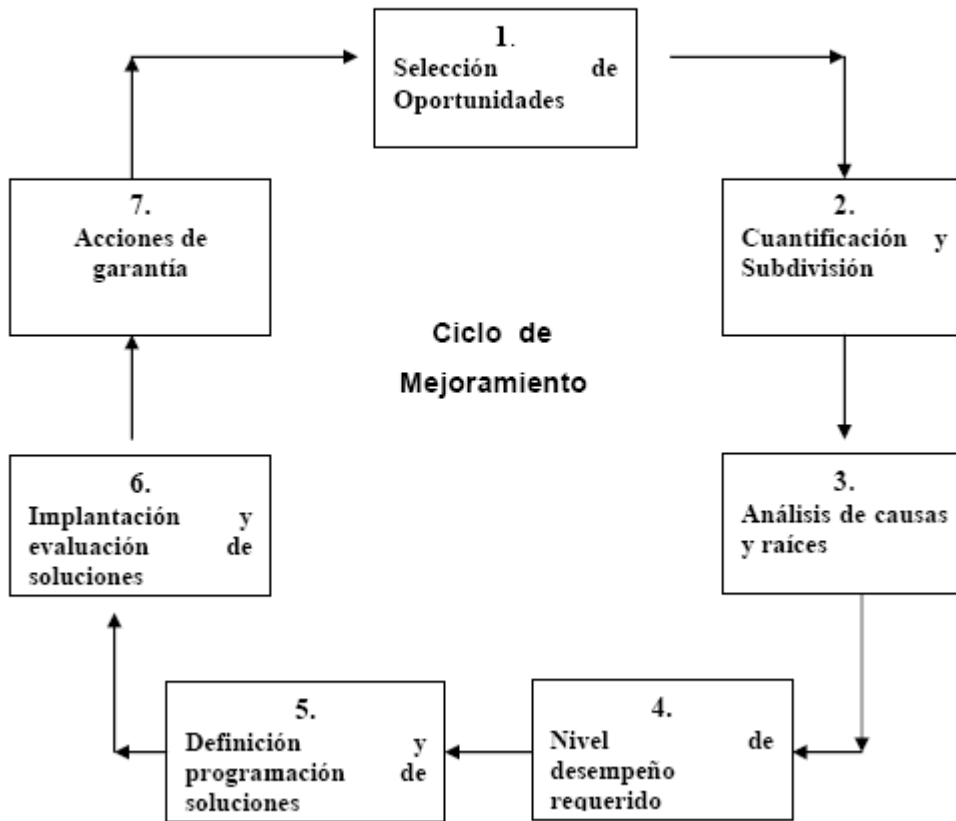 1.
Selección de
Oportunidades
2.
Cuantificación y
Subdivisión
3.
Análisis de causas
y raíces
4.
Nivel de
desempeño
requerido
5.
Definición y
programación de
soluciones
6.
Implantación y
evaluación de
soluciones
7.
Acciones de
garantía
Ciclo de
Mejoramiento